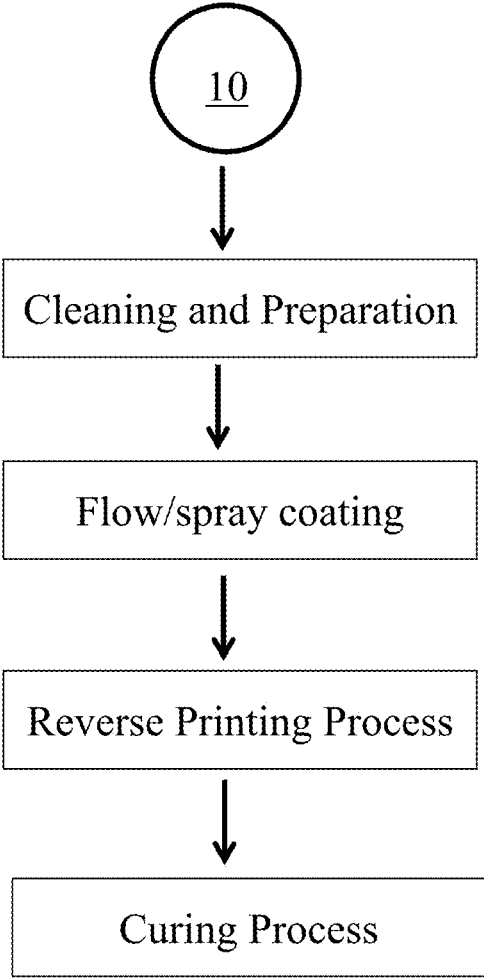 10
Cleaning and Preparation
Flow/spray coating
Reverse Printing Process
Curing Process